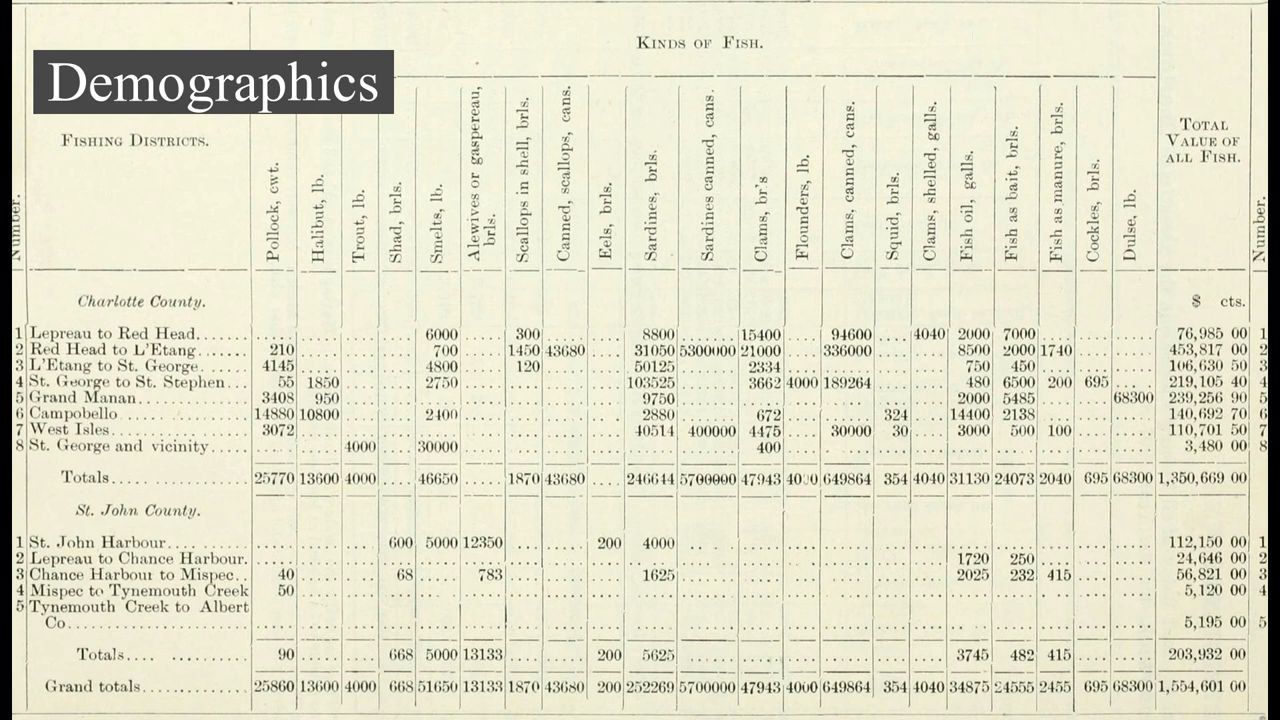 Demographics
KINDS OF FISH.
FISHING DISTRICTS.
TOTAL
VALUE OF
ALL FISH.
Number.
Pollock, cwt.
Halibut, lb.
Trout, lb.
Shad, brls.
Smelts, lb.
Alewives or gaspereau,
brls.
Scallops in shell, brls.
Canned, scallops, cans.
Eels, brls.
Sardines, brls.
Sardines canned, cans.
Clams, br's
Flounders, lb.
Clams, canned, cans.
Squid, brls.
Clams, shelled, galls.
Fish oil, galls.
Fish as bait, brls.
Fish as manure, brls.
Cockles, brls.
Dulse, lb.
Number.
Charlotte County. $ cts.
1 Lepreau to Red Head 6000 300 8800 15400 94600 4040 2000 7000 76,985 00 1
2 Red Head to L'Etang 210 700 1450 43680 31050 5300000 21000 336000 8500 2000 1740 453,817 00 2
3 L'Etang to St. George 4145 4800 120 50125 2334 750 450 106,630 50 3
4 St. George to St. Stephen 55 1850 2750 103525 3662 4000 189264 480 6500 200 695 219,105 40 4
5 Grand Manan 3408 950 9750 2000 5485 68300 239,256 90 5
6 Campobello 14880 10800 2400 2880 672 324 14400 2138 140,692 70 6
7 West Isles 3072 40514 400000 4475 30000 30 3000 500 100 110,701 50 7
8 St. George and vicinity 4000 30000 400 3,480 00 8
Totals 25770 13600 4000 46650 1870 43680 246644 5700000 47943 4000 649864 354 4040 31130 24073 2040 695 68300 1,350,669 00
St. John County.
1 St. John Harbour 600 5000 12350 200 4000 112,150 00 1
2 Lepreau to Chance Harbour. 1720 250 24,646 00 2
3 Chance Harbour to Mispec 40 68 783 1625 2025 232 415 56,821 00 3
4 Mispec to Tynemouth Creek 50 5,120 00 4
5 Tynemouth Creek to Albert
Co 5,195 00 5
Totals 90 668 5000 13133 200 5625 3745 482 415 203,932 00
Grand totals 25860 13600 4000 668 51650 13133 1870 43680 200 252269 5700000 47943 4000 649864 354 4040 34875 24555 2455 695 68300 1,554,601 00